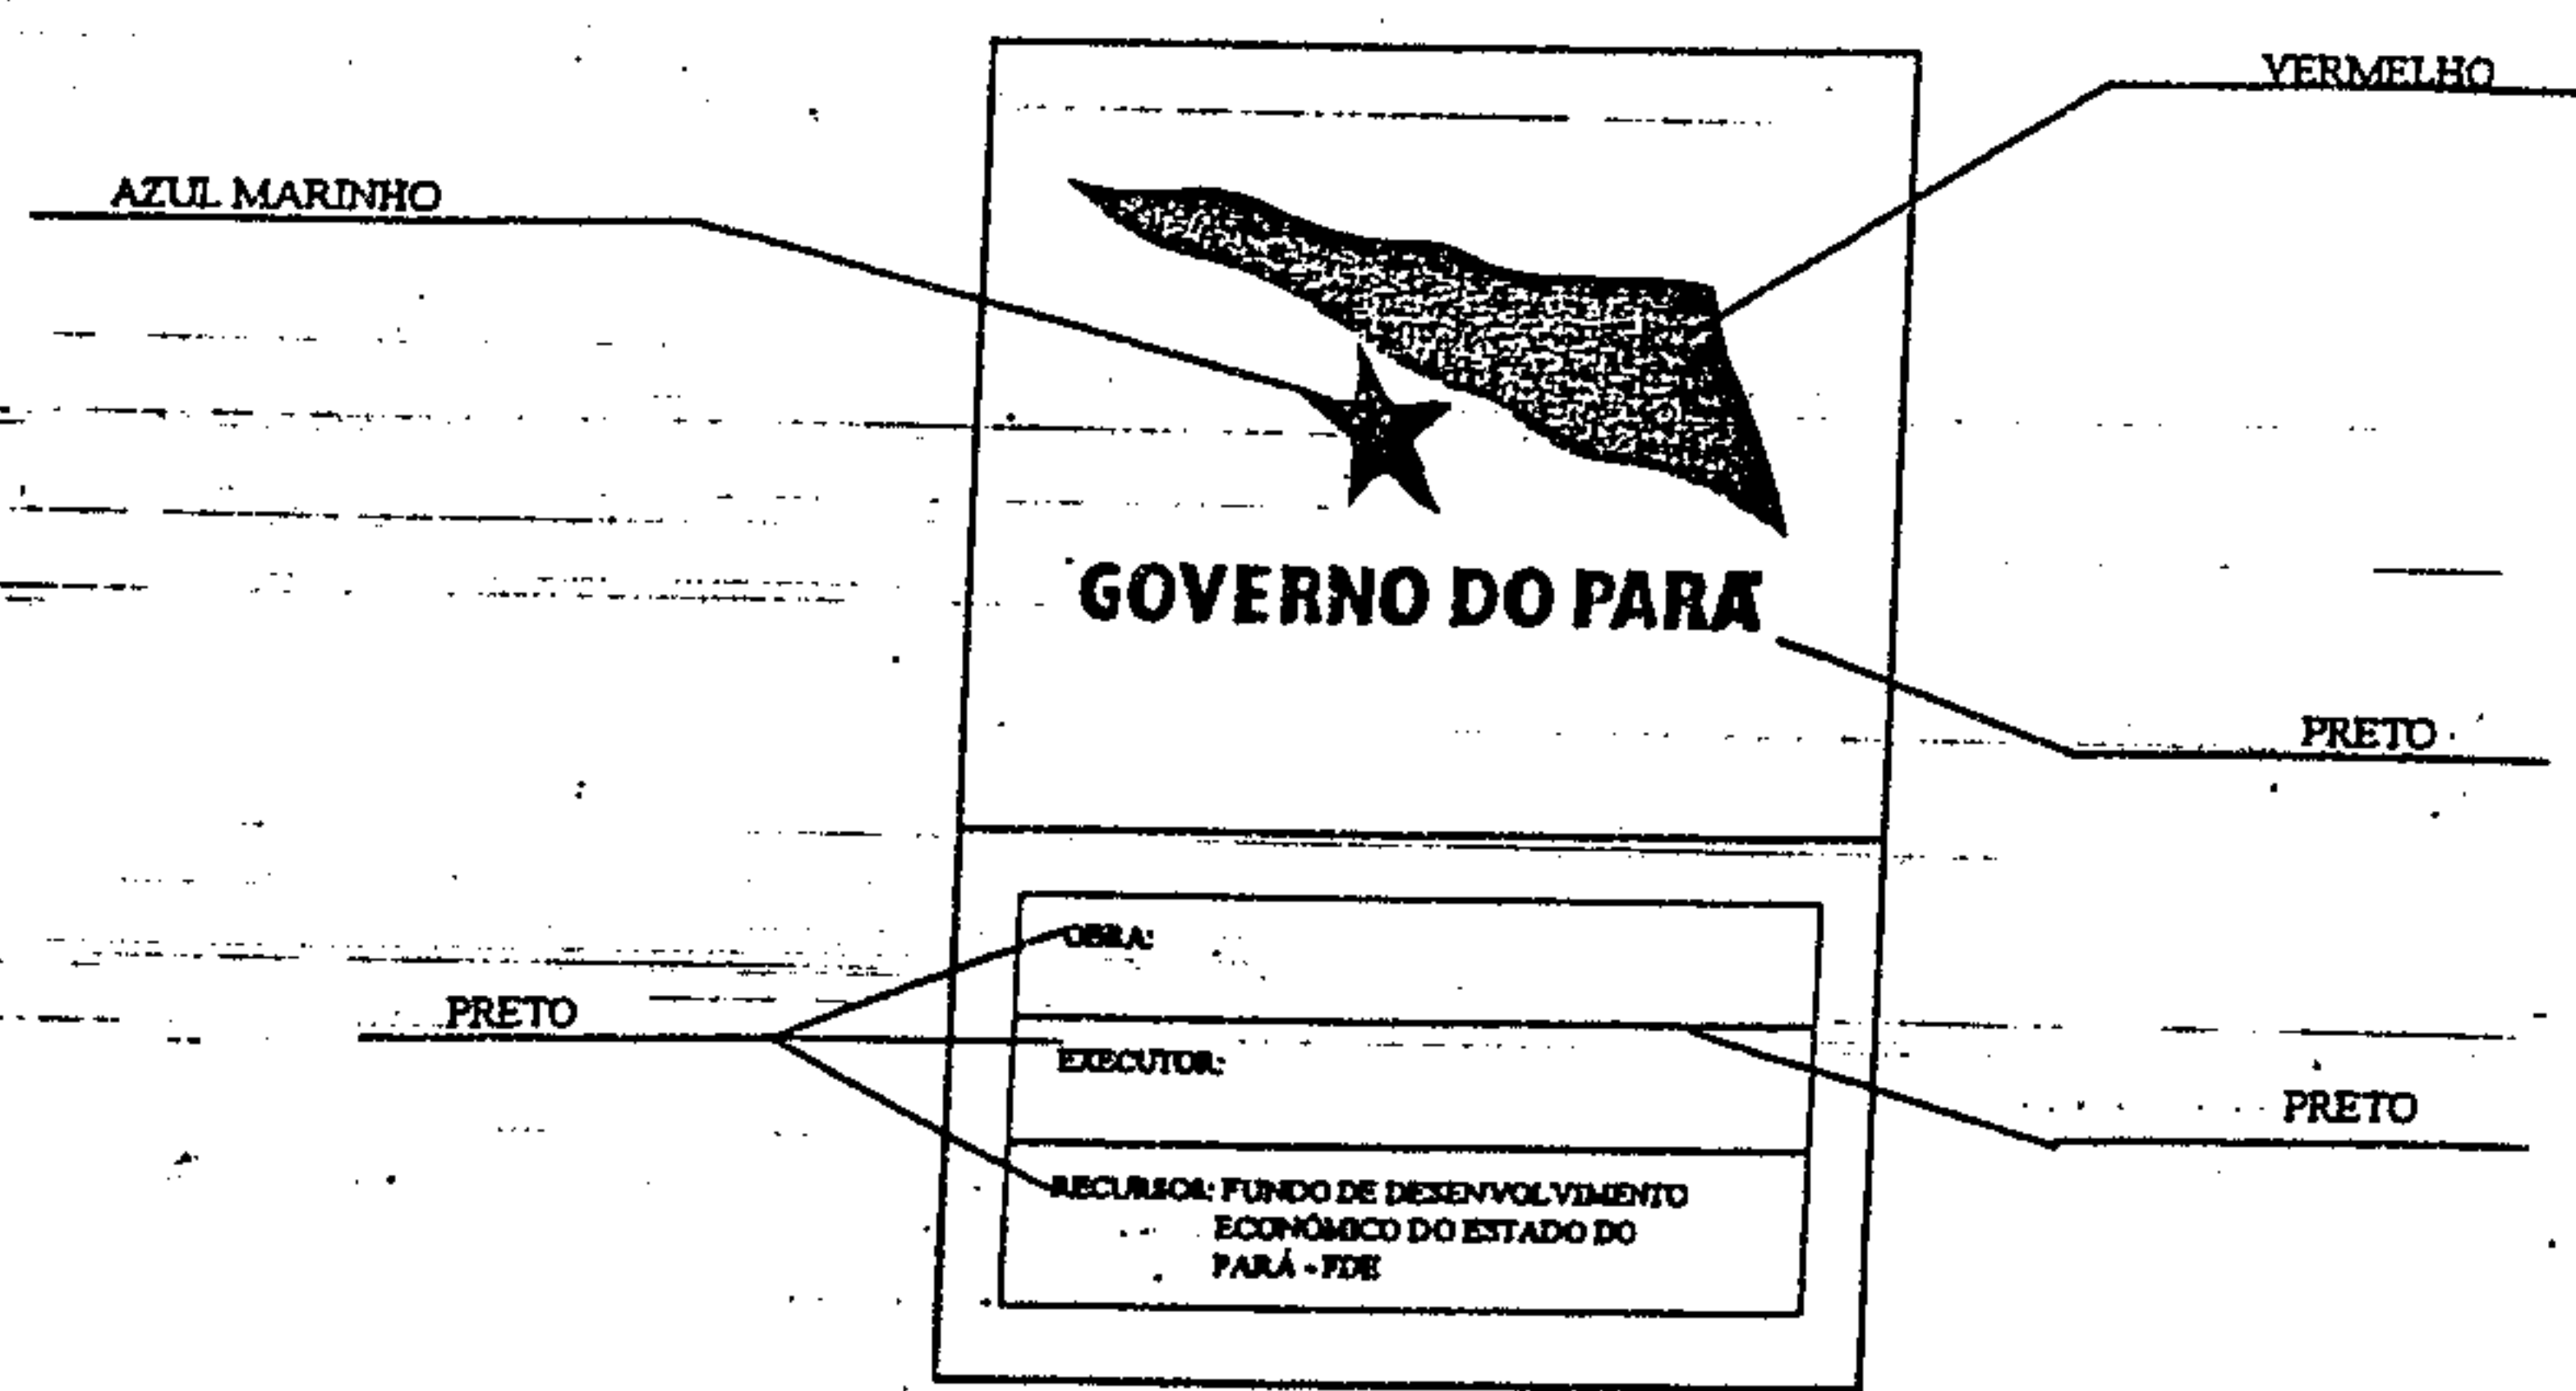 VERMELHO
AZUL MARINHO
GOVERNO DO PARÁ
PRETO
OBRA:
PRETO
EXECUTOR:
PRETO
RECURSOS: FUNDO DE DESENVOLVIMENTO
ECONÓMICO DO ESTADO DO
PARÁ - FDE